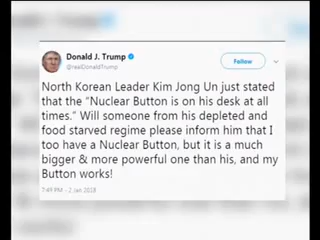 Donald J. Trump
@realDonaldTrump
Follow
North Korean Leader Kim Jong Un just stated
that the “Nuclear Button is on his desk at all
times.” Will someone from his depleted and
food starved regime please inform him that I
too have a Nuclear Button, but it is a much
bigger & more powerful one than his, and my
Button works!
7:49 PM - 2 Jan 2018